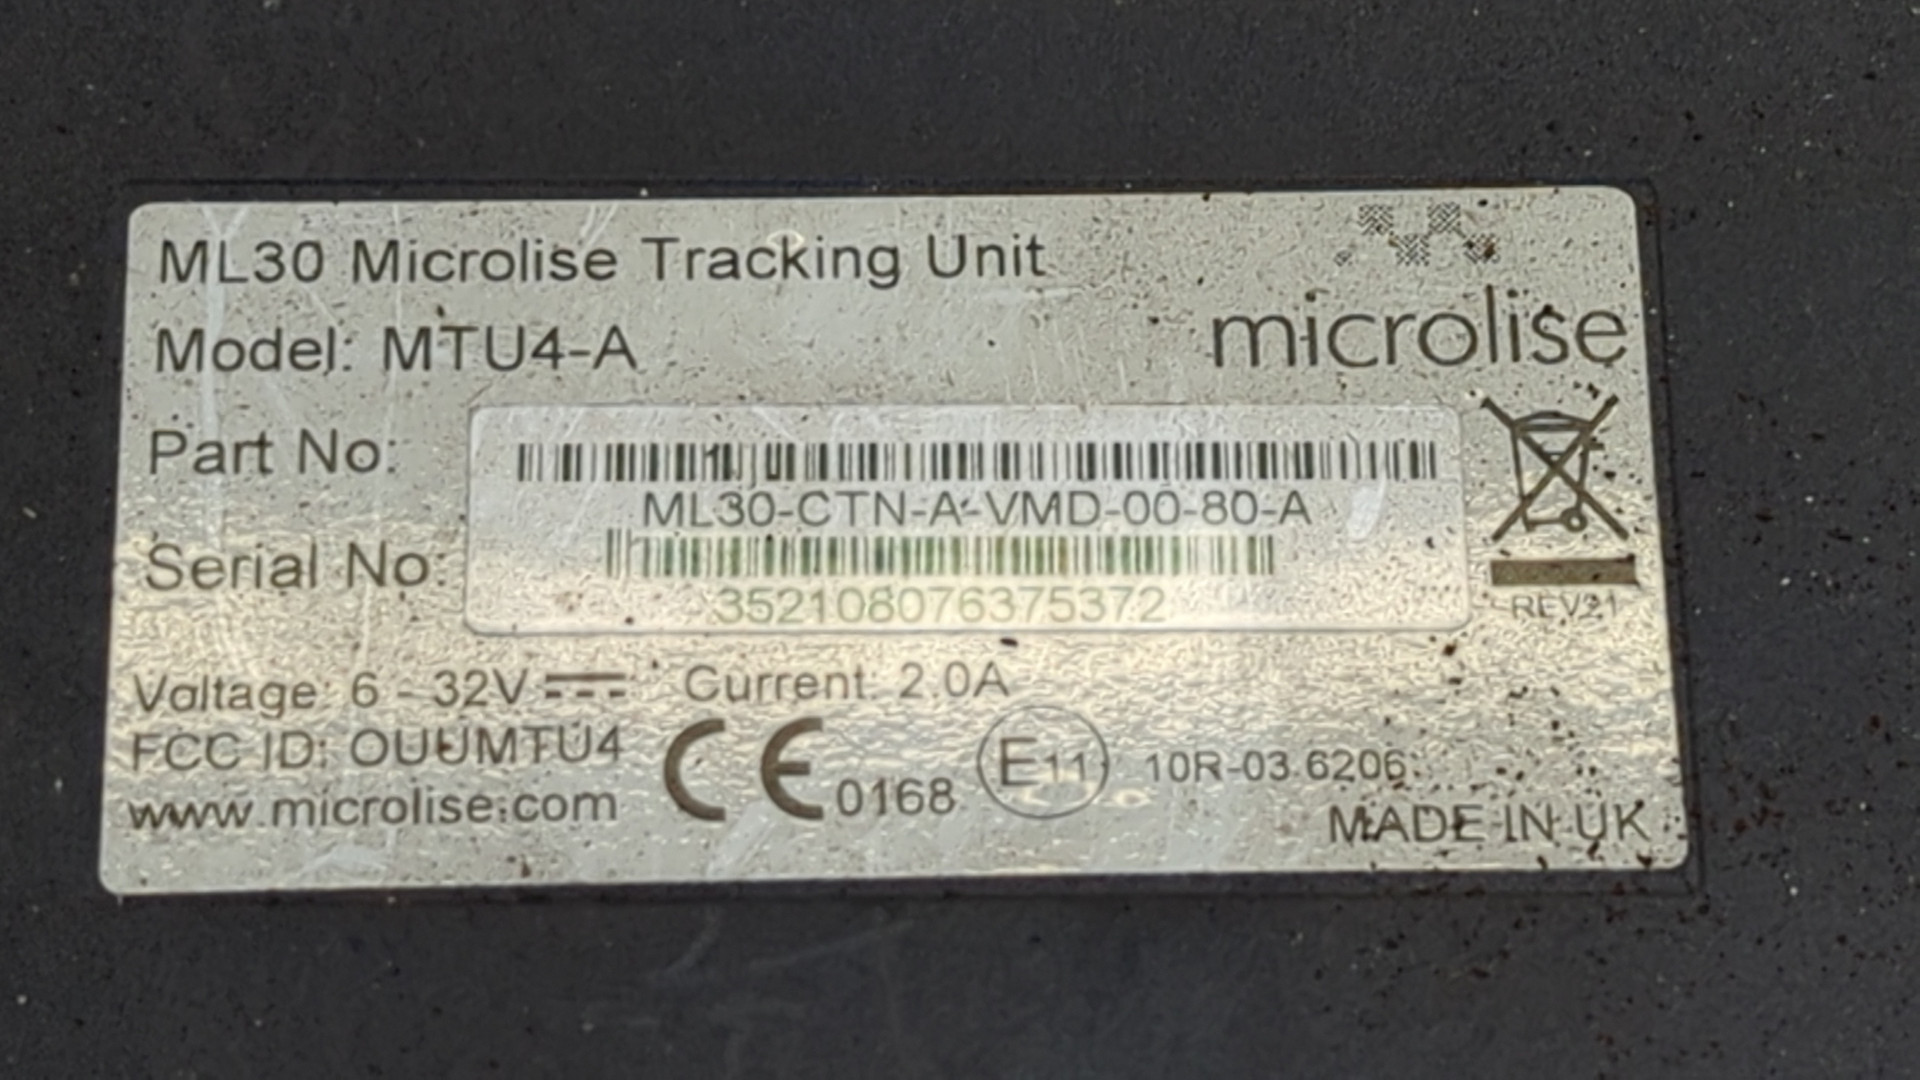 ML30 Microlise Tracking Unit
microlise
Model: MTU4-A
Part No:
ML30-CTN-A-VMD-00-80-A
Serial No:
352108076375372
REV21
Voltage: 6 - 32V
Current: 2.0A
FCC ID: OUUMTU4
CE 0168
E11
10R-03 6206
www.microlise.com
MADE IN UK